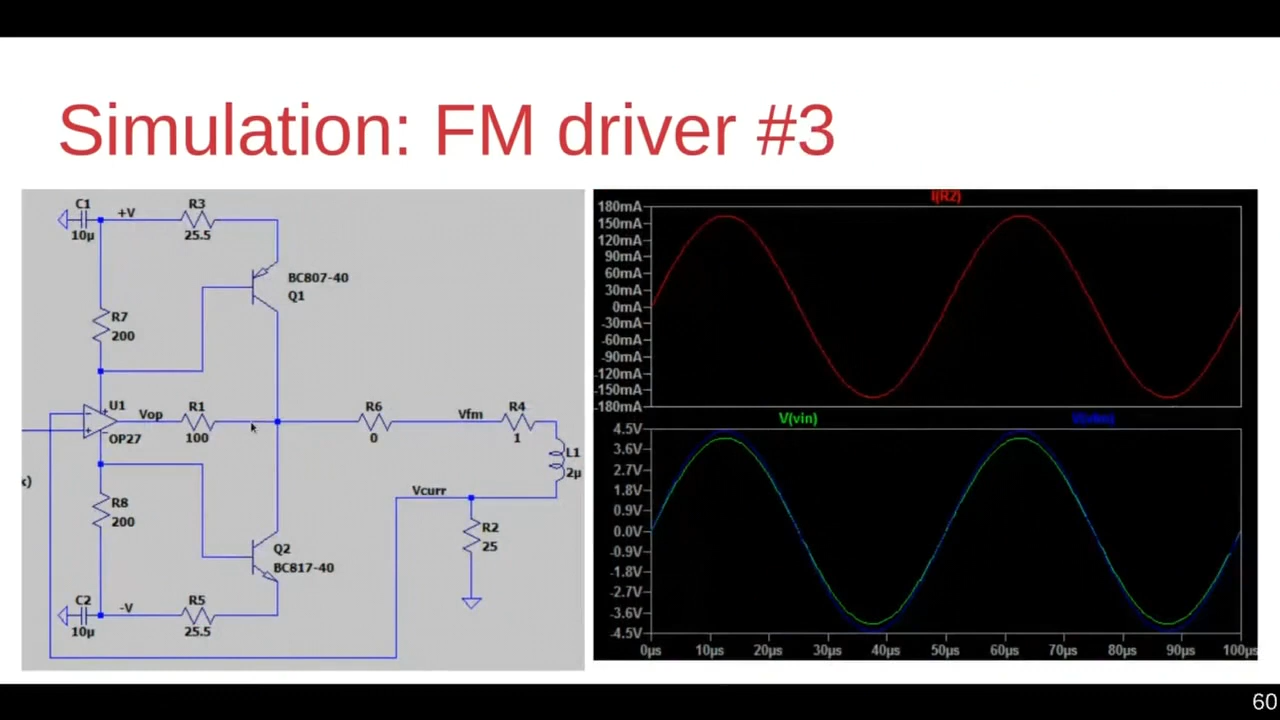 Simulation: FM driver #3
C1
10µ
+V
R3
25.5
BC807-40
Q1
R7
200
U1
OP27
Vop
R1
100
R6
0
Vfm
R4
1
L1
2µ
Vcurr
R2
25
R8
200
Q2
BC817-40
C2
10µ
-V
R5
25.5
I(R2)
180mA
150mA
120mA
90mA
60mA
30mA
0mA
-30mA
-60mA
-90mA
-120mA
-150mA
-180mA
V(vin)
4.5V
3.6V
2.7V
1.8V
0.9V
0.0V
-0.9V
-1.8V
-2.7V
-3.6V
-4.5V
0µs 10µs 20µs 30µs 40µs 50µs 60µs 70µs 80µs 90µs 100µs
60